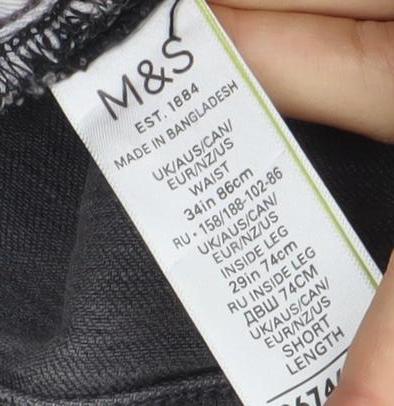 M&S
EST. 1884
MADE IN BANGLADESH
UK/AUS/CAN/
EUR/NZ/US
WAIST
34in 86cm
RU - 158/188-102-86
UK/AUS/CAN/
EUR/NZ/US
INSIDE LEG
29in 74cm
RU INSIDE LEG
ДВШ 74СМ
UK/AUS/CAN/
EUR/NZ/US
SHORT
LENGTH